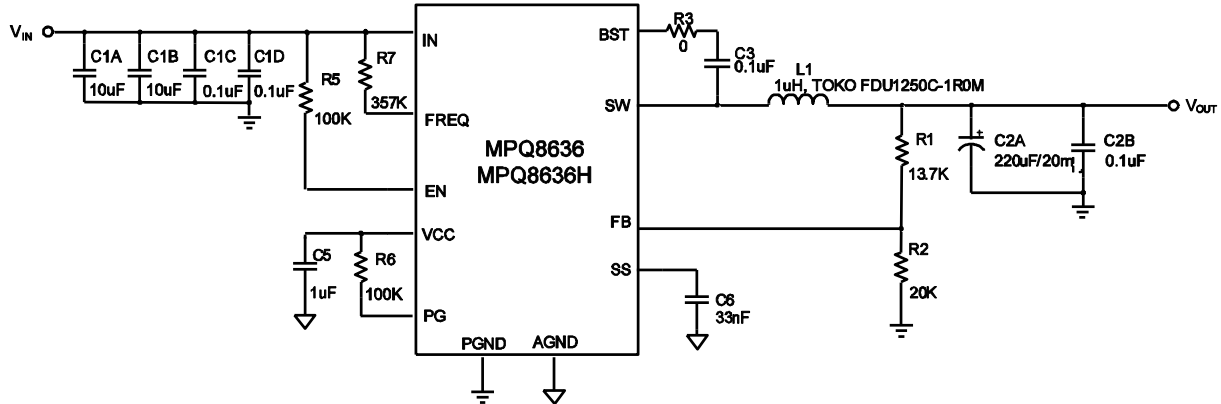 V_IN
C1A
10uF
C1B
10uF
C1C
0.1uF
C1D
0.1uF
R5
100K
R7
357K
IN
FREQ
EN
VCC
PG
PGND
AGND
MPQ8636
MPQ8636H
BST
SW
FB
SS
C5
1uF
R6
100K
R3
0
C3
0.1uF
L1
1uH, TOKO FDU1250C-1R0M
R1
13.7K
R2
20K
C6
33nF
+
C2A
220uF/20m
C2B
0.1uF
V_OUT